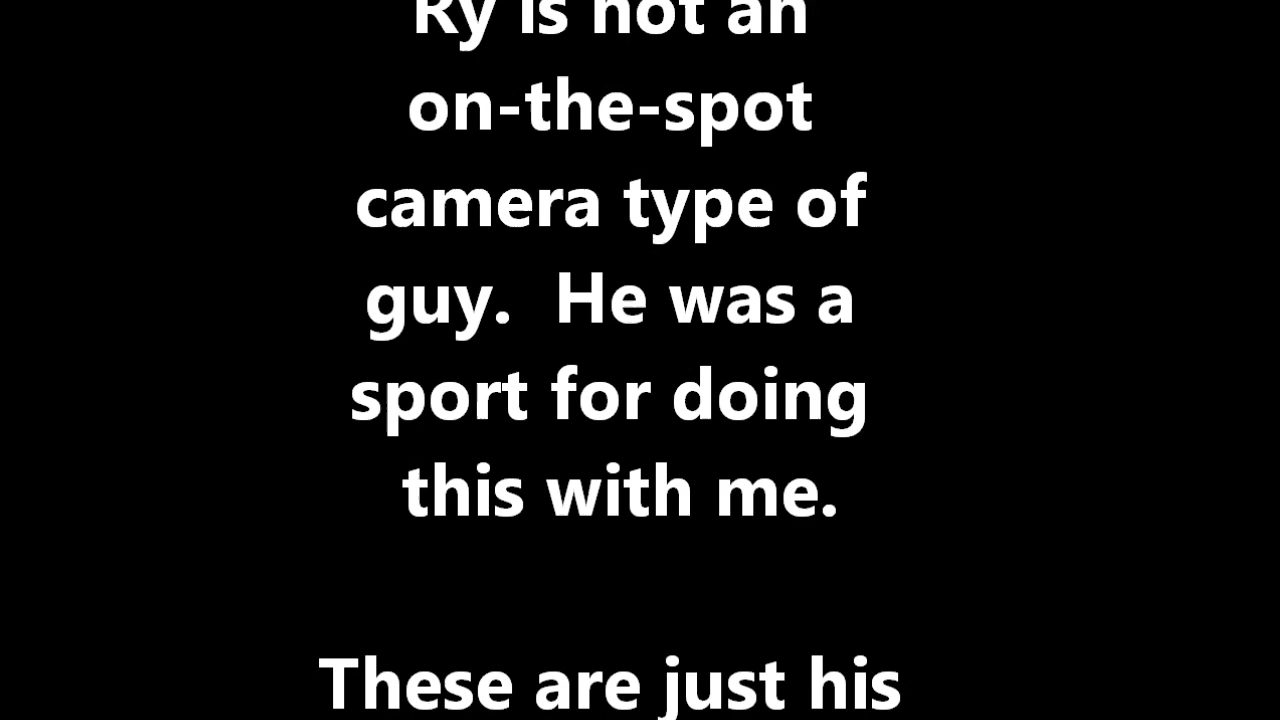 Ry is not an
on-the-spot
camera type of
guy.  He was a
sport for doing
this with me.
These are just his